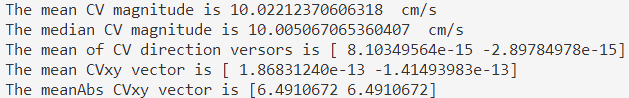 The mean CV magnitude is 10.02212370606318  cm/s
The median CV magnitude is 10.005067065360407  cm/s
The mean of CV direction versors is [ 8.10349564e-15 -2.89784978e-15]
The mean CVxy vector is [ 1.86831240e-13 -1.41493983e-13]
The meanAbs CVxy vector is [6.4910672 6.4910672]